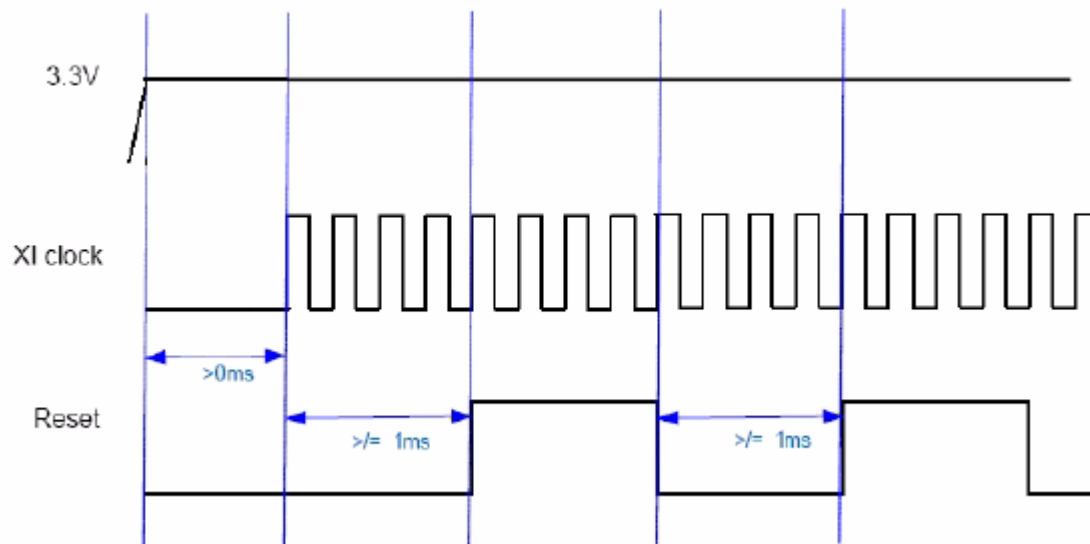 3.3V
XI clock
>0ms
Reset
>/= 1ms
>/= 1ms